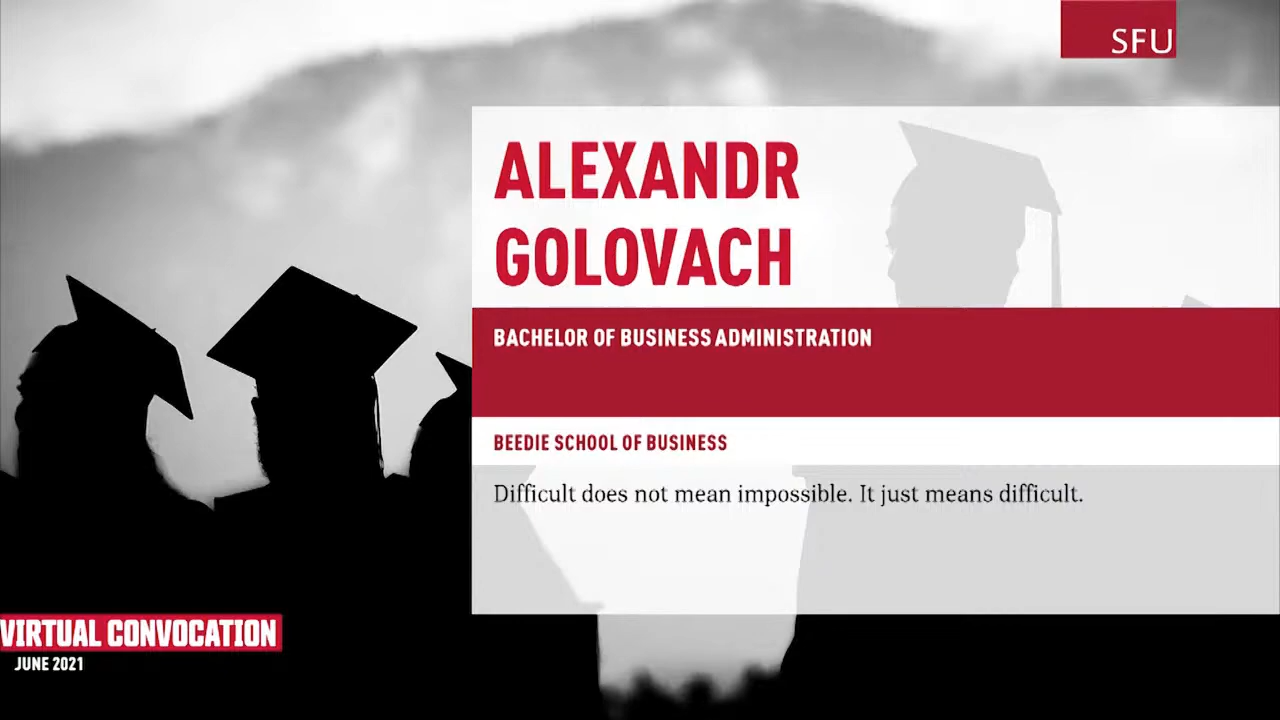 SFU
ALEXANDR
GOLOVACH
BACHELOR OF BUSINESS ADMINISTRATION
BEEDIE SCHOOL OF BUSINESS
Difficult does not mean impossible. It just means difficult.
VIRTUAL CONVOCATION
JUNE 2021